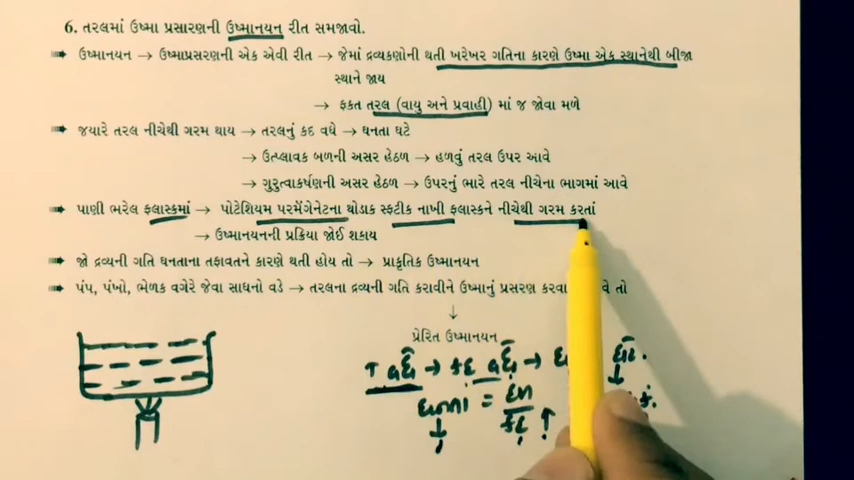 6. તરલમાં ઉષ્મા પ્રસારણની ઉષ્માનયન રીત સમજાવો.
➠ ઉષ્માનયન → ઉષ્માપ્રસરણની એક એવી રીત → જેમાં દ્રવ્યકણોની થતી ખરેખર ગતિના કારણે ઉષ્મા એક સ્થાનેથી બીજા
સ્થાને જાય
→ ફકત તરલ (વાયુ અને પ્રવાહી) માં જ જોવા મળે
➠ જયારે તરલ નીચેથી ગરમ થાય → તરલનું કદ વધે → ઘનતા ઘટે
→ ઉત્પ્લાવક બળની અસર હેઠળ → હળવું તરલ ઉપર આવે
→ ગુરુત્વાકર્ષણની અસર હેઠળ → ઉપરનું ભારે તરલ નીચેના ભાગમાં આવે
➠ પાણી ભરેલ ફલાસ્કમાં → પોટેશિયમ પરમેંગેનેટના થોડાક સ્ફટીક નાખી ફલાસ્કને નીચેથી ગરમ કરતાં
→ ઉષ્માનયનની પ્રક્રિયા જોઈ શકાય
➠ જો દ્રવ્યની ગતિ ઘનતાના તફાવતને કારણે થતી હોય તો → પ્રાકૃતિક ઉષ્માનયન
➠ પંપ, પંખો, ભેળક વગેરે જેવા સાધનો વડે → તરલના દ્રવ્યની ગતિ કરાવીને ઉષ્માનું પ્રસરણ
તો
↓
પ્રેરિત ઉષ્માનયન
↑ → કદ →
ઘનતા = દળ
↓ કદ ↑